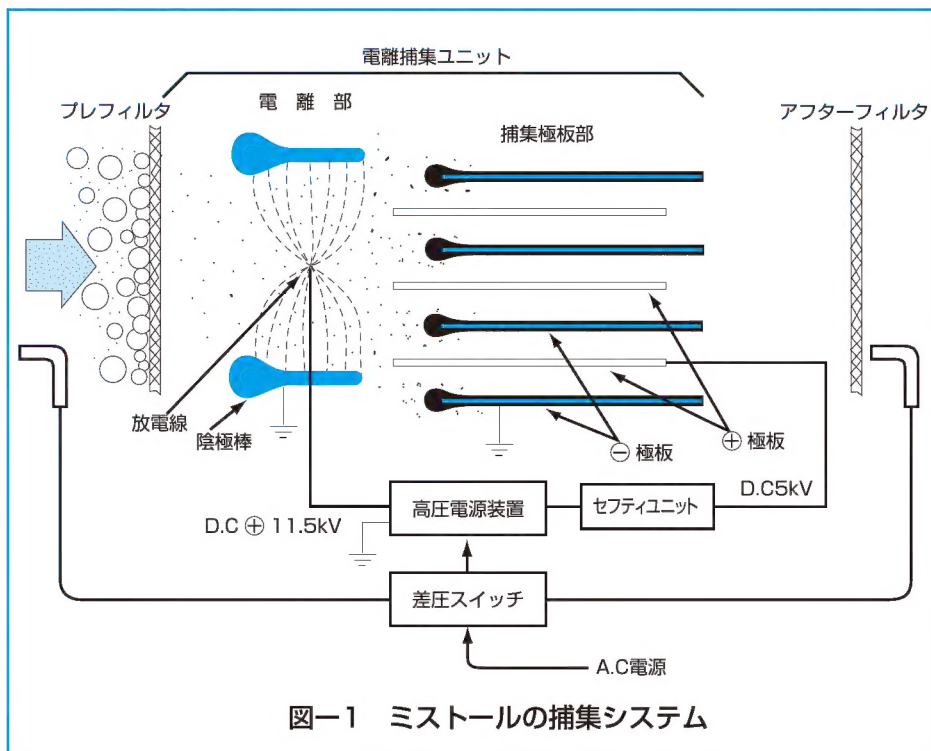 電離捕集ユニット
プレフィルタ
電離部
アフターフィルタ
捕集極板部
放電線
陰極棒
⊖ 極板
⊕ 極板
D.C5kV
D.C ⊕ 11.5kV
高圧電源装置
セフティユニット
差圧スイッチ
A.C電源
図ー1 ミストールの捕集システム